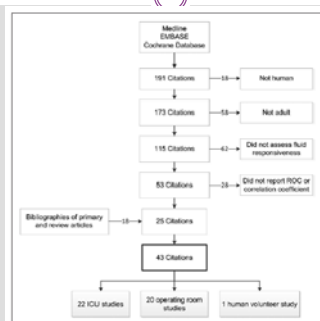 Medline
EMBASE
Cochrane Database
191 Citations
-18-
Not human
173 Citations
-58-
Not adult
115 Citations
-62-
Did not assess fluid
responsiveness
53 Citations
-28-
Did not report ROC or
correlation coefficient
Bibliographies of primary
and review articles
-18-
25 Citations
43 Citations
22 ICU studies
20 operating room
studies
1 human volunteer study